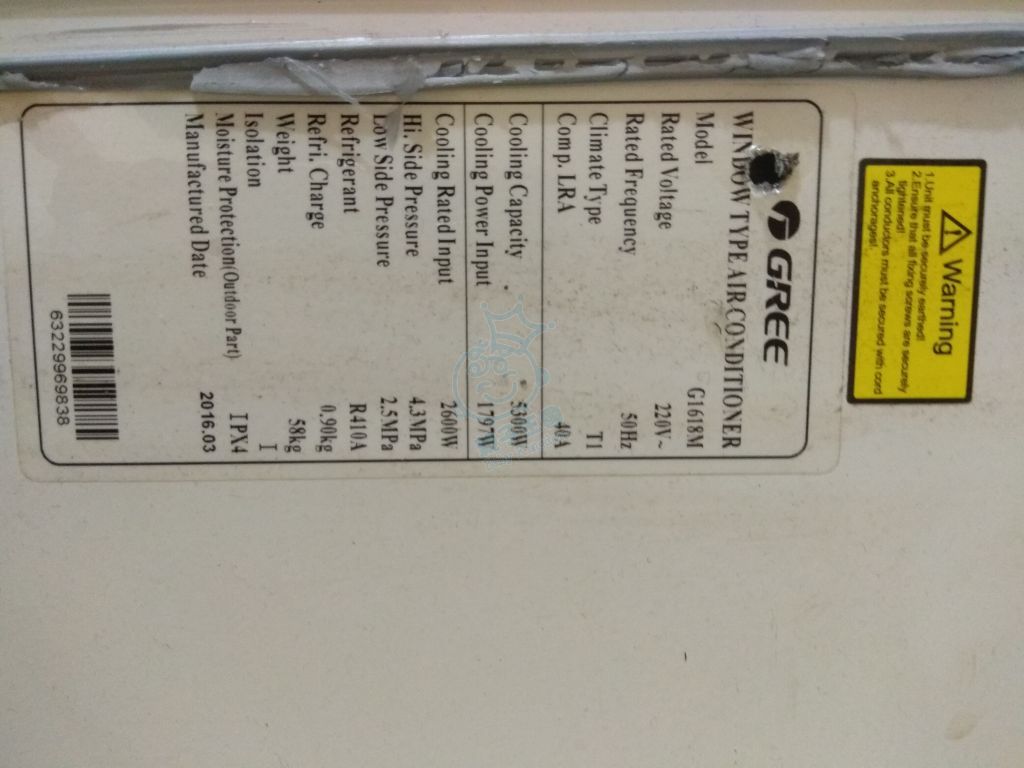 GREE
WINDOW TYPE AIR CONDITIONER
Model G1618M
Rated Voltage 220V~
Rated Frequency 50Hz
Climate Type T1
Comp. LRA 40A
Cooling Capacity 5300W
Cooling Power Input 1797W
Cooling Rated Input 2600W
Hi. Side Pressure 4.3MPa
Low Side Pressure 2.5MPa
Refrigerant R410A
Refri. Charge 0.90kg
Weight 58kg
Isolation I
Moisture Protection(Outdoor Part) IPX4
Manufactured Date 2016.03
63229969838
Warning
1.Unit must be securely earthed!
2.Ensure that all fixing screws are securely
tightened!
3.All conductors must be secured with cord
anchorages!